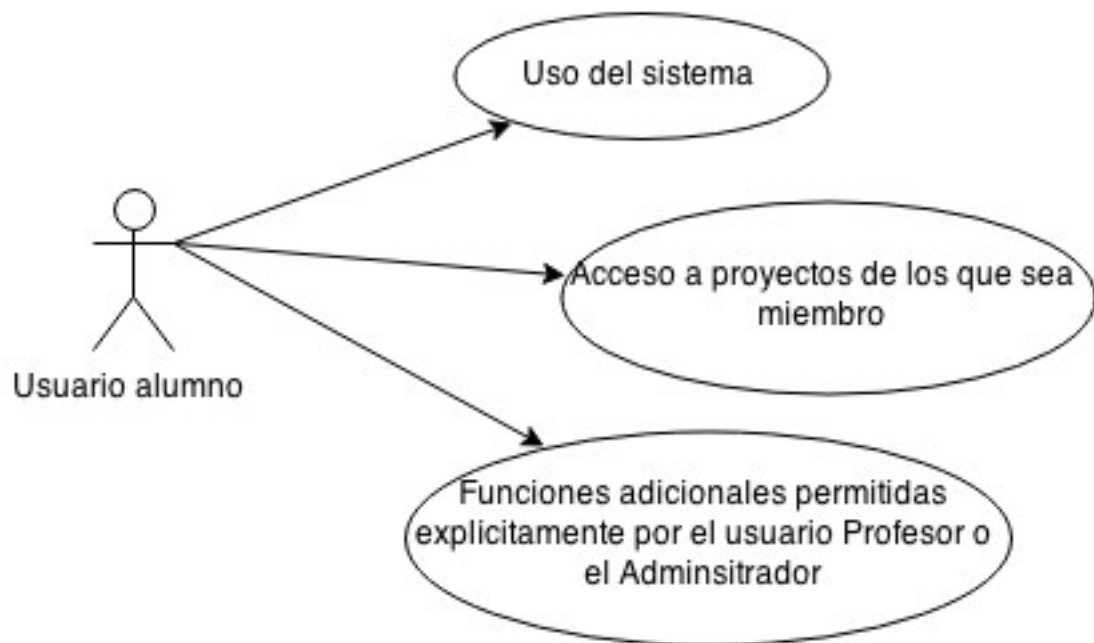 Uso del sistema
Acceso a proyectos de los que sea
miembro
Usuario alumno
Funciones adicionales permitidas
explicitamente por el usuario Profesor o
el Adminsitrador